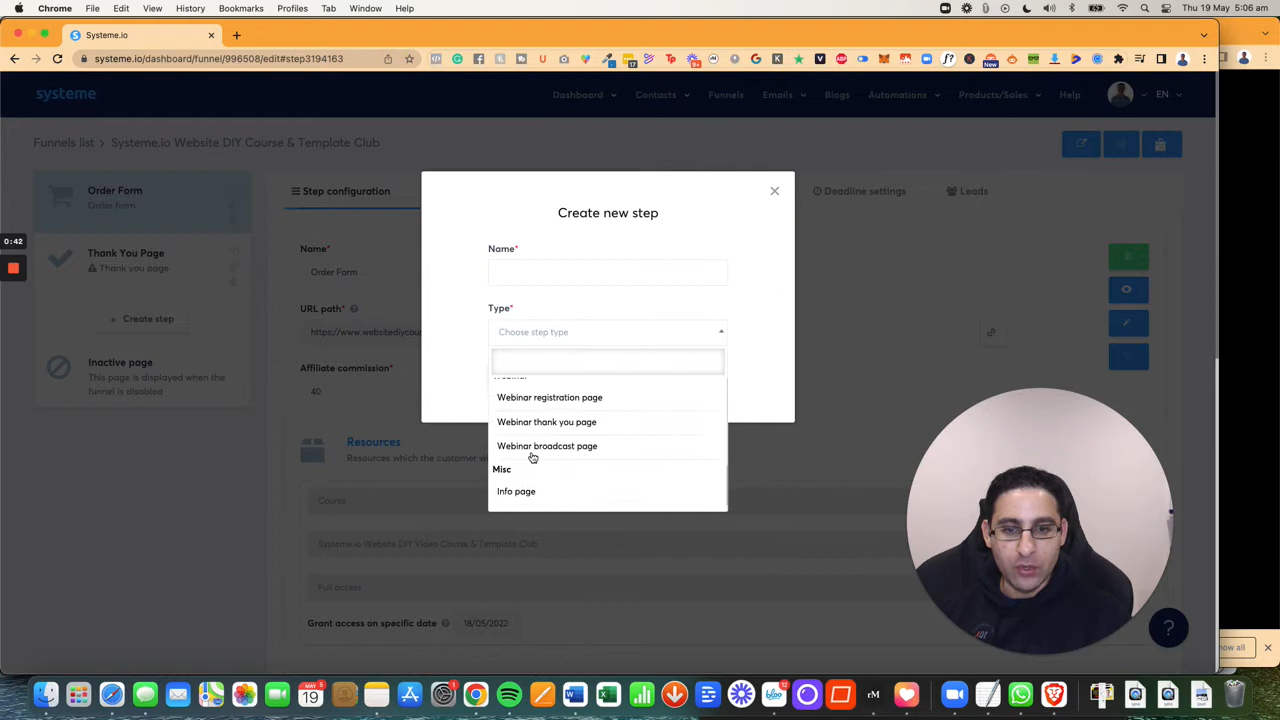 Chrome File Edit View History Bookmarks Profiles Tab Window Help Thu 19 May 5:06 am
Systeme.io
systeme.io/dashboard/funnel/996508/edit#step3194163
systeme Dashboard Contacts Funnels Emails Blogs Automations Products/Sales Help EN
Funnels list > Systeme.io Website DIY Course & Template Club
Order Form
Order form
Thank You Page
Thank you page
Create step
Inactive page
This page is displayed when the
funnel is disabled
0:42
Step configuration
Deadline settings
Leads
Name*
Order Form
URL path*
https://www.websitediycou
Affiliate commission*
40
Resources
Resources which the customer wi
Course
Systeme.io Website DIY Video Course & Template Club
Full access
Grant access on specific date 18/05/2022
Create new step
Name*
Type*
Choose step type
Webinar
Webinar registration page
Webinar thank you page
Webinar broadcast page
Misc
Info page
?
how all